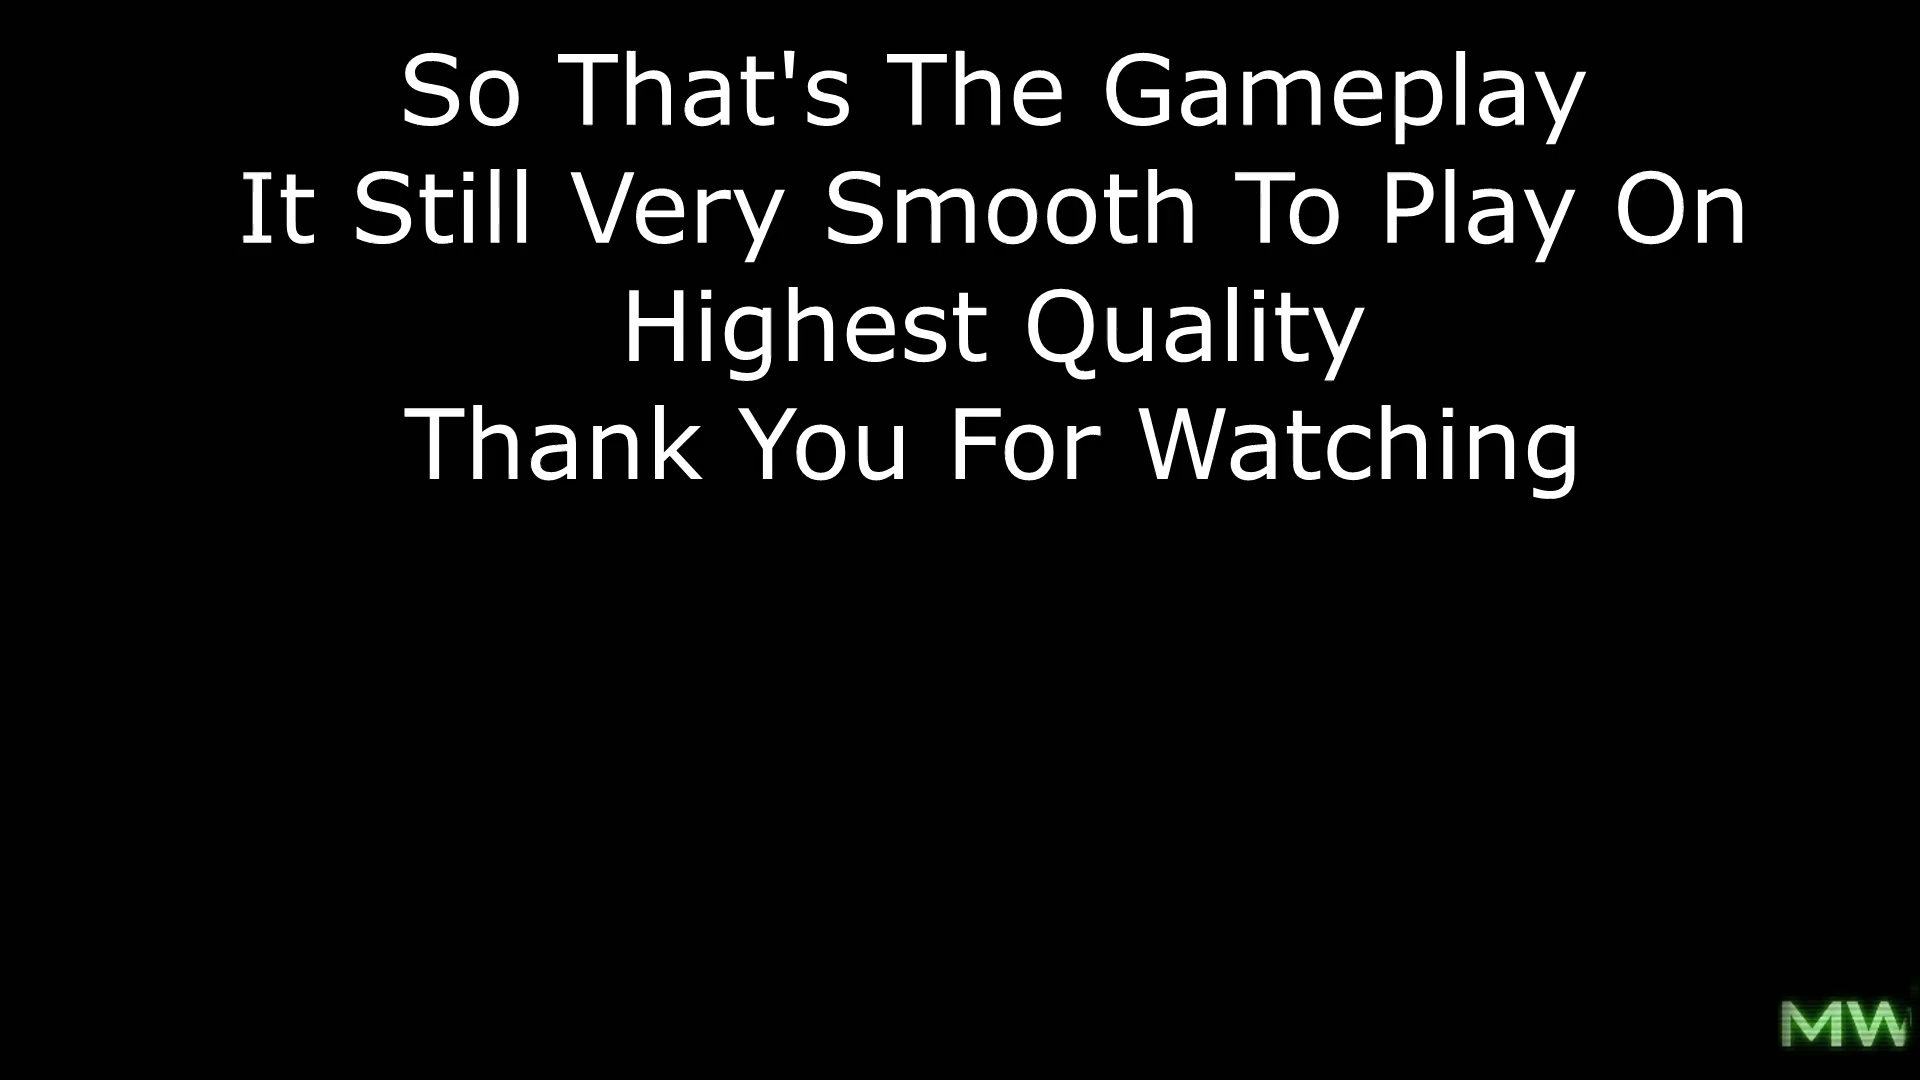 So That's The Gameplay
It Still Very Smooth To Play On
Highest Quality
Thank You For Watching
MW